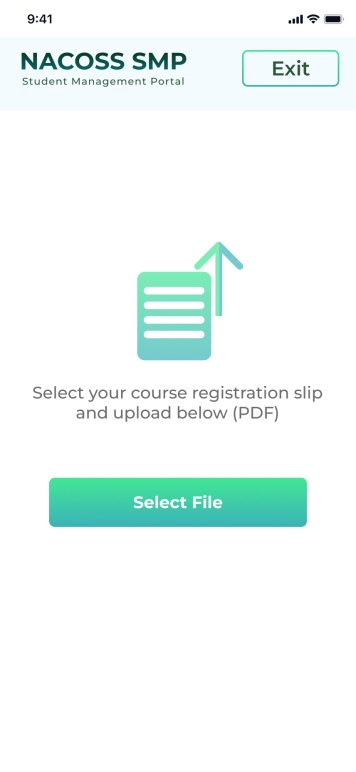 9:41
NACOSS SMP
Exit
Student Management Portal
Select your course registration slip
and upload below (PDF)
Select File